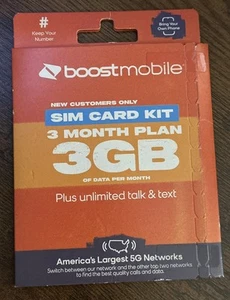 #
Keep Your
Number
Bring Your
Own Phone
boostmobile
NEW CUSTOMERS ONLY
SIM CARD KIT
3 MONTH PLAN
3GB
OF DATA PER MONTH
Plus unlimited talk & text
America's Largest 5G Networks
Switch between our network and the other top two networks
to find the best quality calls and data.